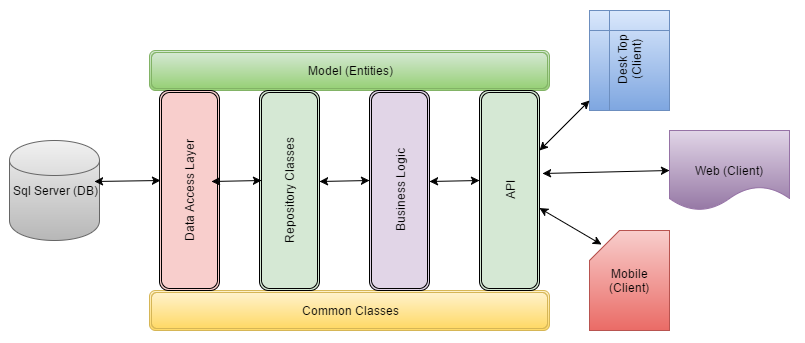 Model (Entities)
Sql Server (DB)
Data Access Layer
Repository Classes
Business Logic
API
Common Classes
Desk Top
(Client)
Web (Client)
Mobile
(Client)